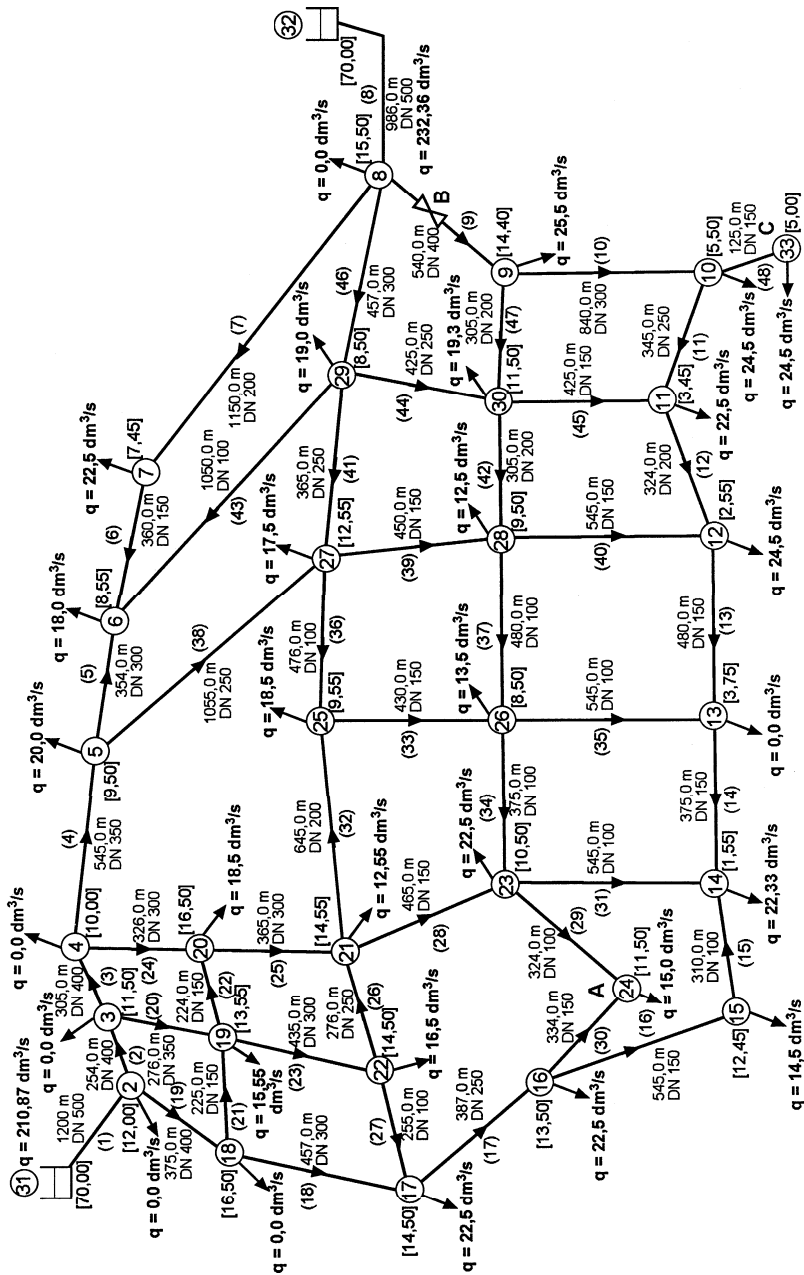 31
q = 210,87 dm³/s
[70,00]
1200 m
DN 500
(1)
2
[12,00]
q = 0,0 dm³/s
254,0 m
DN 400
(2)
3
[11,50]
q = 0,0 dm³/s
305,0 m
DN 400
(3)
4
[10,00]
q = 0,0 dm³/s
545,0 m
DN 350
(4)
5
[9,50]
q = 20,0 dm³/s
354,0 m
DN 300
(5)
6
[8,55]
q = 18,0 dm³/s
360,0 m
DN 150
(6)
7
[7,45]
q = 22,5 dm³/s
1150,0 m
DN 200
(7)
8
[15,50]
q = 0,0 dm³/s
986,0 m
DN 500
(8)
32
[70,00]
q = 232,36 dm³/s
B
540,0 m
DN 400
(9)
9
[14,40]
q = 25,5 dm³/s
840,0 m
DN 300
(10)
10
[5,50]
q = 24,5 dm³/s
125,0 m
DN 150
(48)
C
33
[5,00]
q = 24,5 dm³/s
345,0 m
DN 250
(11)
11
[3,45]
q = 22,5 dm³/s
324,0 m
DN 200
(12)
12
[2,55]
q = 24,5 dm³/s
480,0 m
DN 150
(13)
13
[3,75]
q = 0,0 dm³/s
375,0 m
DN 150
(14)
14
[1,55]
q = 22,33 dm³/s
310,0 m
DN 100
(15)
15
[12,45]
q = 14,5 dm³/s
545,0 m
DN 150
(16)
16
[13,50]
q = 22,5 dm³/s
387,0 m
DN 250
(17)
17
[14,50]
q = 22,5 dm³/s
457,0 m
DN 300
(18)
18
[16,50]
q = 0,0 dm³/s
375,0 m
DN 400
(19)
276,0 m
DN 350
(20)
19
[13,55]
q = 15,55
dm³/s
225,0 m
DN 150
(21)
224,0 m
DN 150
(22)
435,0 m
DN 300
(23)
326,0 m
DN 300
(24)
20
[16,50]
q = 18,5 dm³/s
365,0 m
DN 300
(25)
21
[14,55]
q = 12,55 dm³/s
276,0 m
DN 250
(26)
22
[14,50]
q = 16,5 dm³/s
255,0 m
DN 100
(27)
465,0 m
DN 150
(28)
23
[10,50]
q = 22,5 dm³/s
324,0 m
DN 100
(29)
A
24
[11,50]
q = 15,0 dm³/s
334,0 m
DN 150
(30)
545,0 m
DN 100
(31)
645,0 m
DN 200
(32)
25
[9,55]
q = 18,5 dm³/s
430,0 m
DN 150
(33)
26
[8,50]
q = 13,5 dm³/s
375,0 m
DN 100
(34)
545,0 m
DN 100
(35)
476,0 m
DN 100
(36)
27
[12,55]
q = 17,5 dm³/s
480,0 m
DN 100
(37)
1055,0 m
DN 250
(38)
450,0 m
DN 150
(39)
28
[9,50]
q = 12,5 dm³/s
545,0 m
DN 150
(40)
365,0 m
DN 250
(41)
305,0 m
DN 200
(42)
1050,0 m
DN 100
(43)
29
[8,50]
q = 19,0 dm³/s
425,0 m
DN 250
(44)
30
[11,50]
q = 19,3 dm³/s
425,0 m
DN 150
(45)
457,0 m
DN 300
(46)
305,0 m
DN 200
(47)